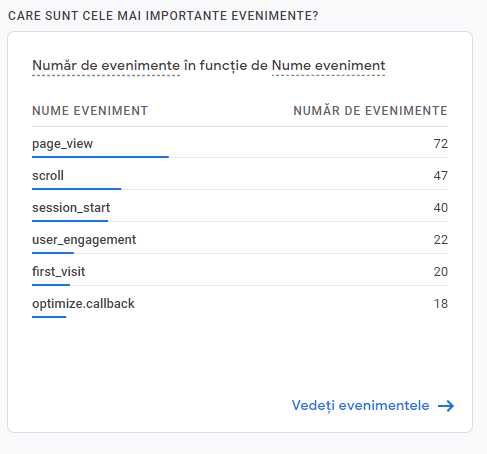 CARE SUNT CELE MAI IMPORTANTE EVENIMENTE?
Număr de evenimente în funcție de Nume eveniment
NUME EVENIMENT NUMĂR DE EVENIMENTE
page_view 72
scroll 47
session_start 40
user_engagement 22
first_visit 20
optimize.callback 18
Vedeți evenimentele →